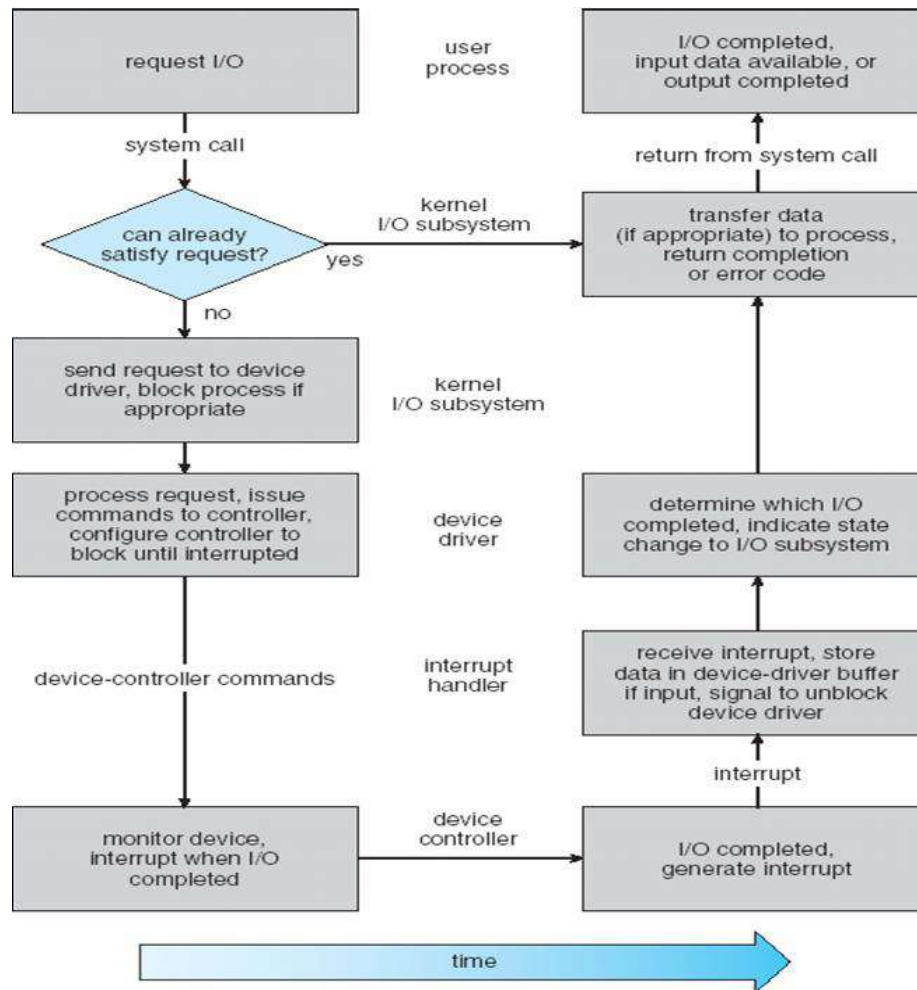 request I/O
user
process
I/O completed,
input data available, or
output completed
system call
return from system call
can already
satisfy request?
kernel
I/O subsystem
yes
transfer data
(if appropriate) to process,
return completion
or error code
no
send request to device
driver, block process if
appropriate
kernel
I/O subsystem
process request, issue
commands to controller,
configure controller to
block until interrupted
device
driver
determine which I/O
completed, indicate state
change to I/O subsystem
device-controller commands
interrupt
handler
receive interrupt, store
data in device-driver buffer
if input, signal to unblock
device driver
interrupt
monitor device,
interrupt when I/O
completed
device
controller
I/O completed,
generate interrupt
time